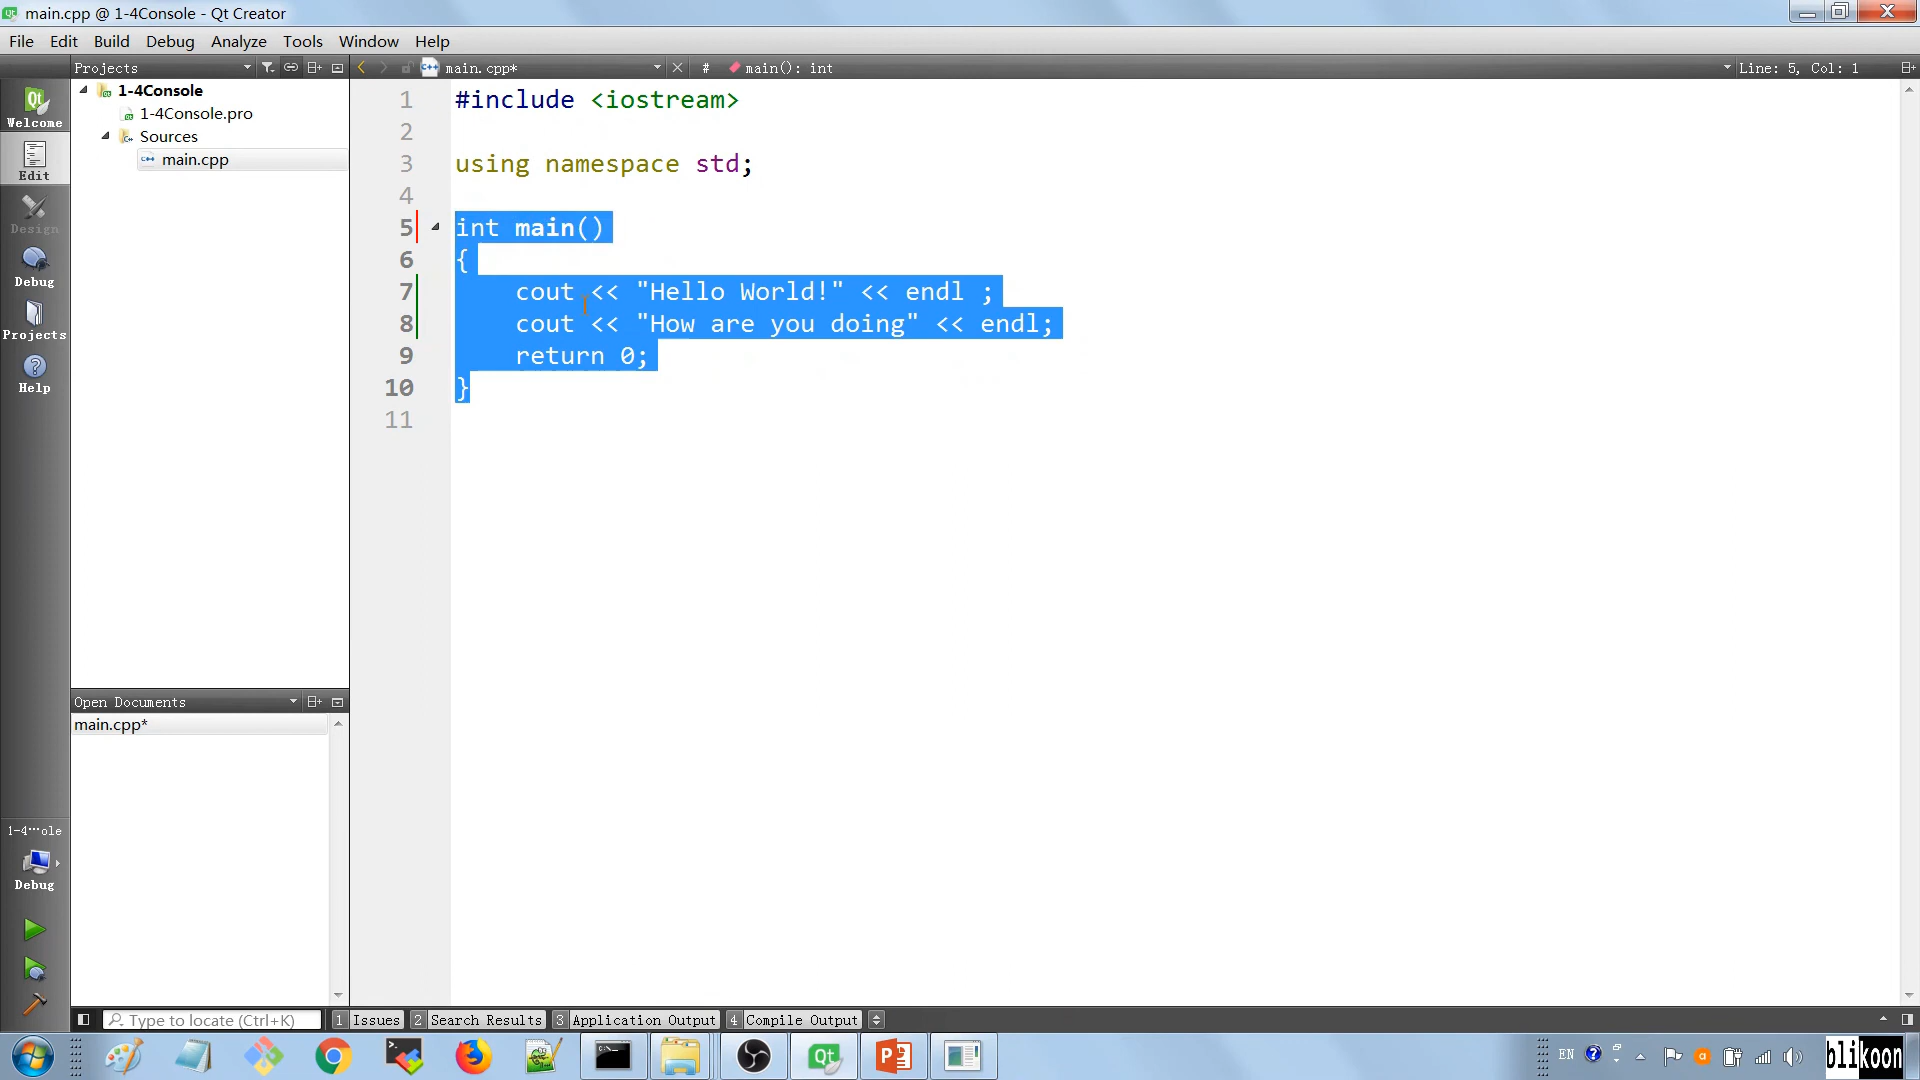 main.cpp @ 1-4Console - Qt Creator
File Edit Build Debug Analyze Tools Window Help
Projects
main.cpp*
# main(): int
Line: 5, Col: 1
Welcome
Edit
Design
Debug
Projects
Help
1-4Console
1-4Console.pro
Sources
main.cpp
1 #include <iostream>
2
3 using namespace std;
4
5 int main()
6 {
7 cout << "Hello World!" << endl ;
8 cout << "How are you doing" << endl;
9 return 0;
10 }
11
Open Documents
main.cpp*
1-4⋯ole
Debug
Type to locate (Ctrl+K)
1 Issues 2 Search Results 3 Application Output 4 Compile Output
EN
blikoon